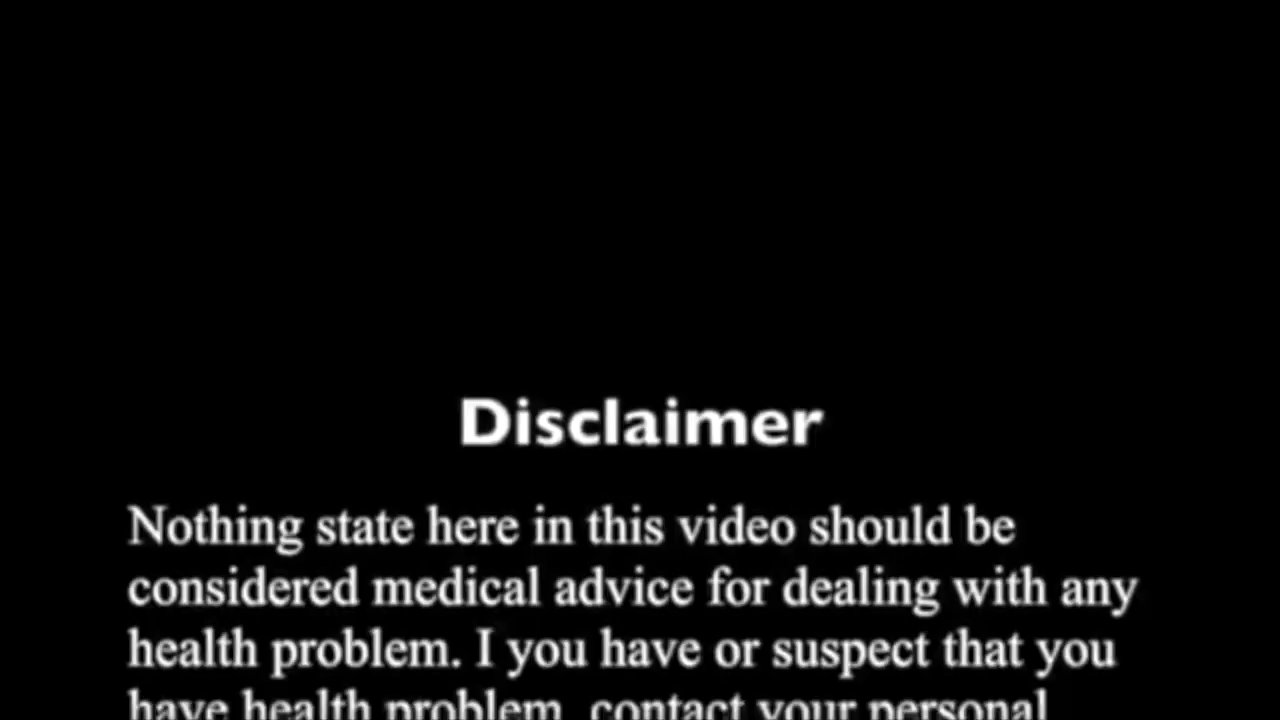 Disclaimer
Nothing state here in this video should be
considered medical advice for dealing with any
health problem. I you have or suspect that you
have health problem, contact your personal